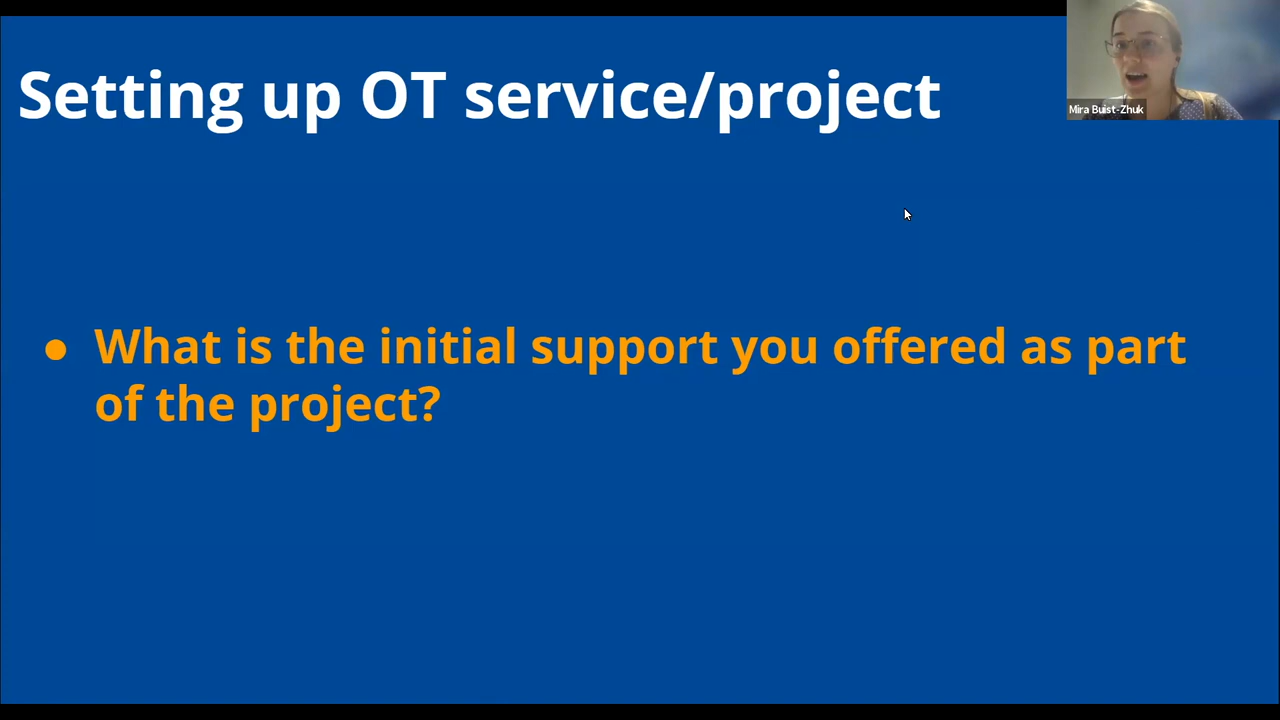 Setting up OT service/project
Mira Buist-Zhuk
● What is the initial support you offered as part
of the project?